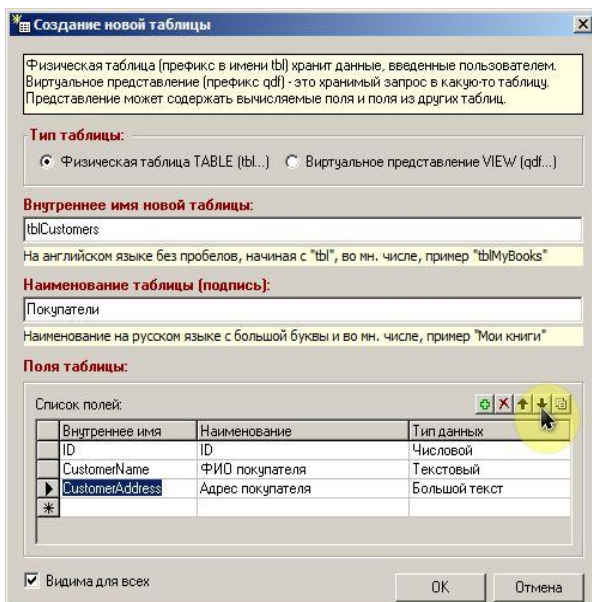 Создание новой таблицы
Физическая таблица (префикс в имени tbl) хранит данные, введенные пользователем.
Виртуальное представление (префикс qdf) - это хранимый запрос в какую-то таблицу.
Представление может содержать вычисляемые поля и поля из других таблиц.
Тип таблицы:
Физическая таблица TABLE (tbl...) Виртуальное представление VIEW (qdf...)
Внутреннее имя новой таблицы:
tblCustomers
На английском языке без пробелов, начиная с "tbl", во мн. числе, пример "tblMyBooks"
Наименование таблицы (подпись):
Покупатели
Наименование на русском языке с большой буквы и во мн. числе, пример "Мои книги"
Поля таблицы:
Список полей:
Внутреннее имя Наименование Тип данных
ID ID Числовой
CustomerName ФИО покупателя Текстовый
CustomerAddress Адрес покупателя Большой текст
Видима для всех OK Отмена